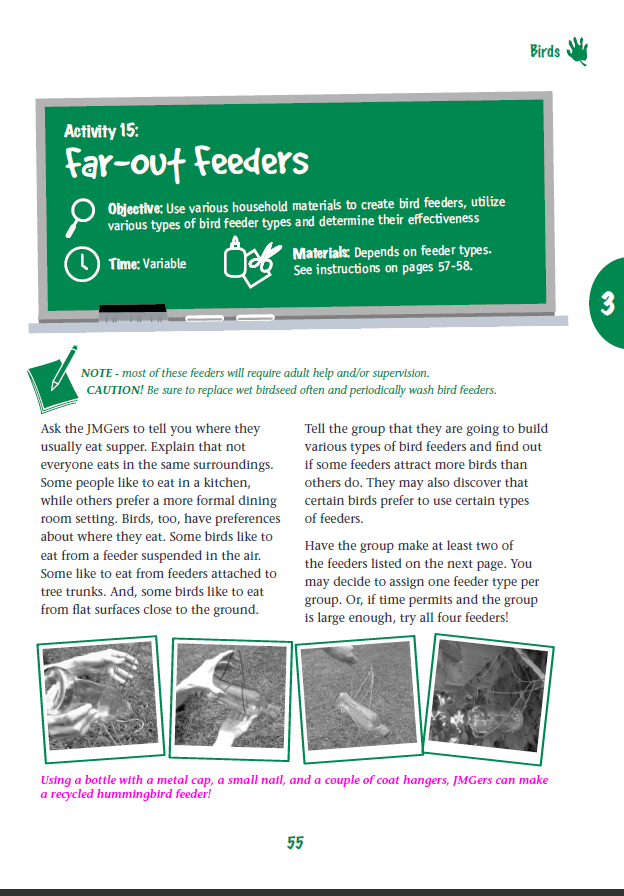 Birds
Activity 15:
Far-out Feeders
Objective: Use various household materials to create bird feeders, utilize
various types of bird feeder types and determine their effectiveness
Time: Variable
Materials: Depends on feeder types.
See instructions on pages 57-58.
3
NOTE - most of these feeders will require adult help and/or supervision.
CAUTION! Be sure to replace wet birdseed often and periodically wash bird feeders.
Ask the JMGers to tell you where they
usually eat supper. Explain that not
everyone eats in the same surroundings.
Some people like to eat in a kitchen,
while others prefer a more formal dining
room setting. Birds, too, have preferences
about where they eat. Some birds like to
eat from a feeder suspended in the air.
Some like to eat from feeders attached to
tree trunks. And, some birds like to eat
from flat surfaces close to the ground.
Tell the group that they are going to build
various types of bird feeders and find out
if some feeders attract more birds than
others do. They may also discover that
certain birds prefer to use certain types
of feeders.
Have the group make at least two of
the feeders listed on the next page. You
may decide to assign one feeder type per
group. Or, if time permits and the group
is large enough, try all four feeders!
Using a bottle with a metal cap, a small nail, and a couple of coat hangers, JMGers can make
a recycled hummingbird feeder!
55